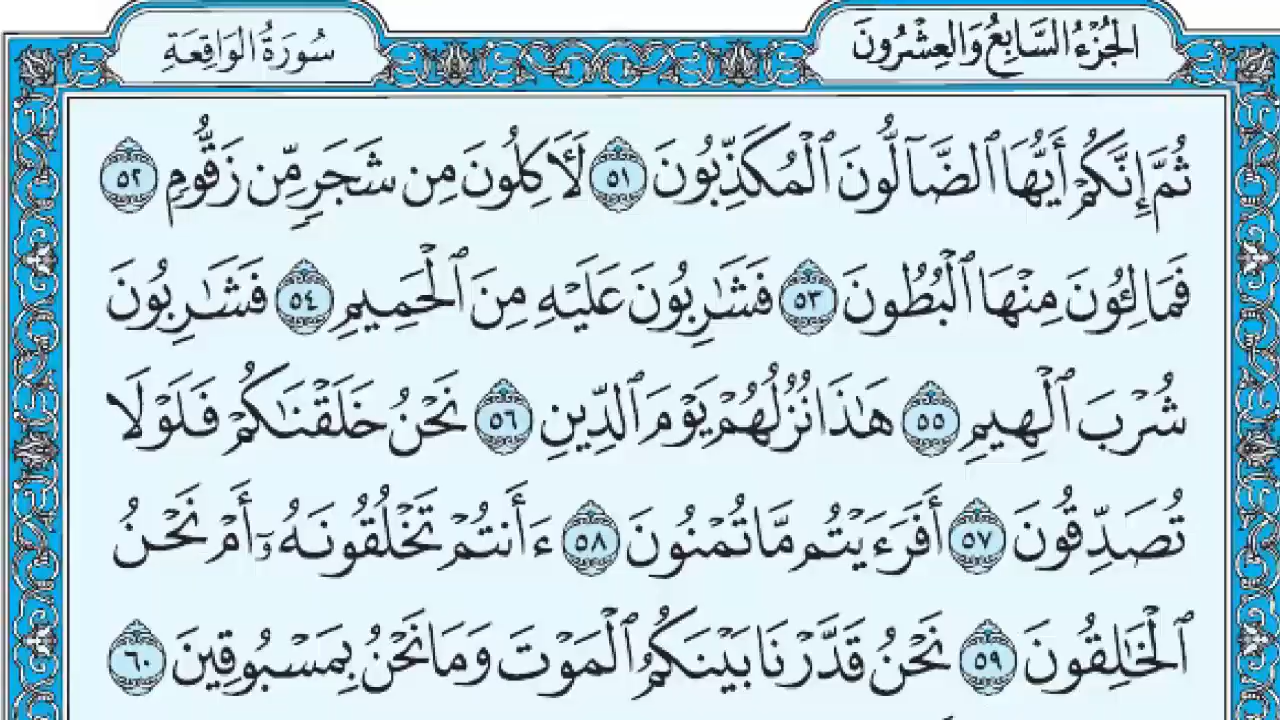 الجُزْءُ السَّابِعُ وَالعِشْرُونَ
سُورَةُ الوَاقِعَةِ
ثُمَّ إِنَّكُمْ أَيُّهَا ٱلضَّآلُّونَ ٱلْمُكَذِّبُونَ ٥١ لَـَٔاكِلُونَ مِن شَجَرٍ مِّن زَقُّومٍ ٥٢
فَمَالِـُٔونَ مِنْهَا ٱلْبُطُونَ ٥٣ فَشَٰرِبُونَ عَلَيْهِ مِنَ ٱلْحَمِيمِ ٥٤ فَشَٰرِبُونَ
شُرْبَ ٱلْهِيمِ ٥٥ هَٰذَا نُزُلُهُمْ يَوْمَ ٱلدِّينِ ٥٦ نَحْنُ خَلَقْنَٰكُمْ فَلَوْلَا
تُصَدِّقُونَ ٥٧ أَفَرَءَيْتُم مَّا تُمْنُونَ ٥٨ ءَأَنتُمْ تَخْلُقُونَهُۥٓ أَمْ نَحْنُ
ٱلْخَٰلِقُونَ ٥٩ نَحْنُ قَدَّرْنَا بَيْنَكُمُ ٱلْمَوْتَ وَمَا نَحْنُ بِمَسْبُوقِينَ ٦٠